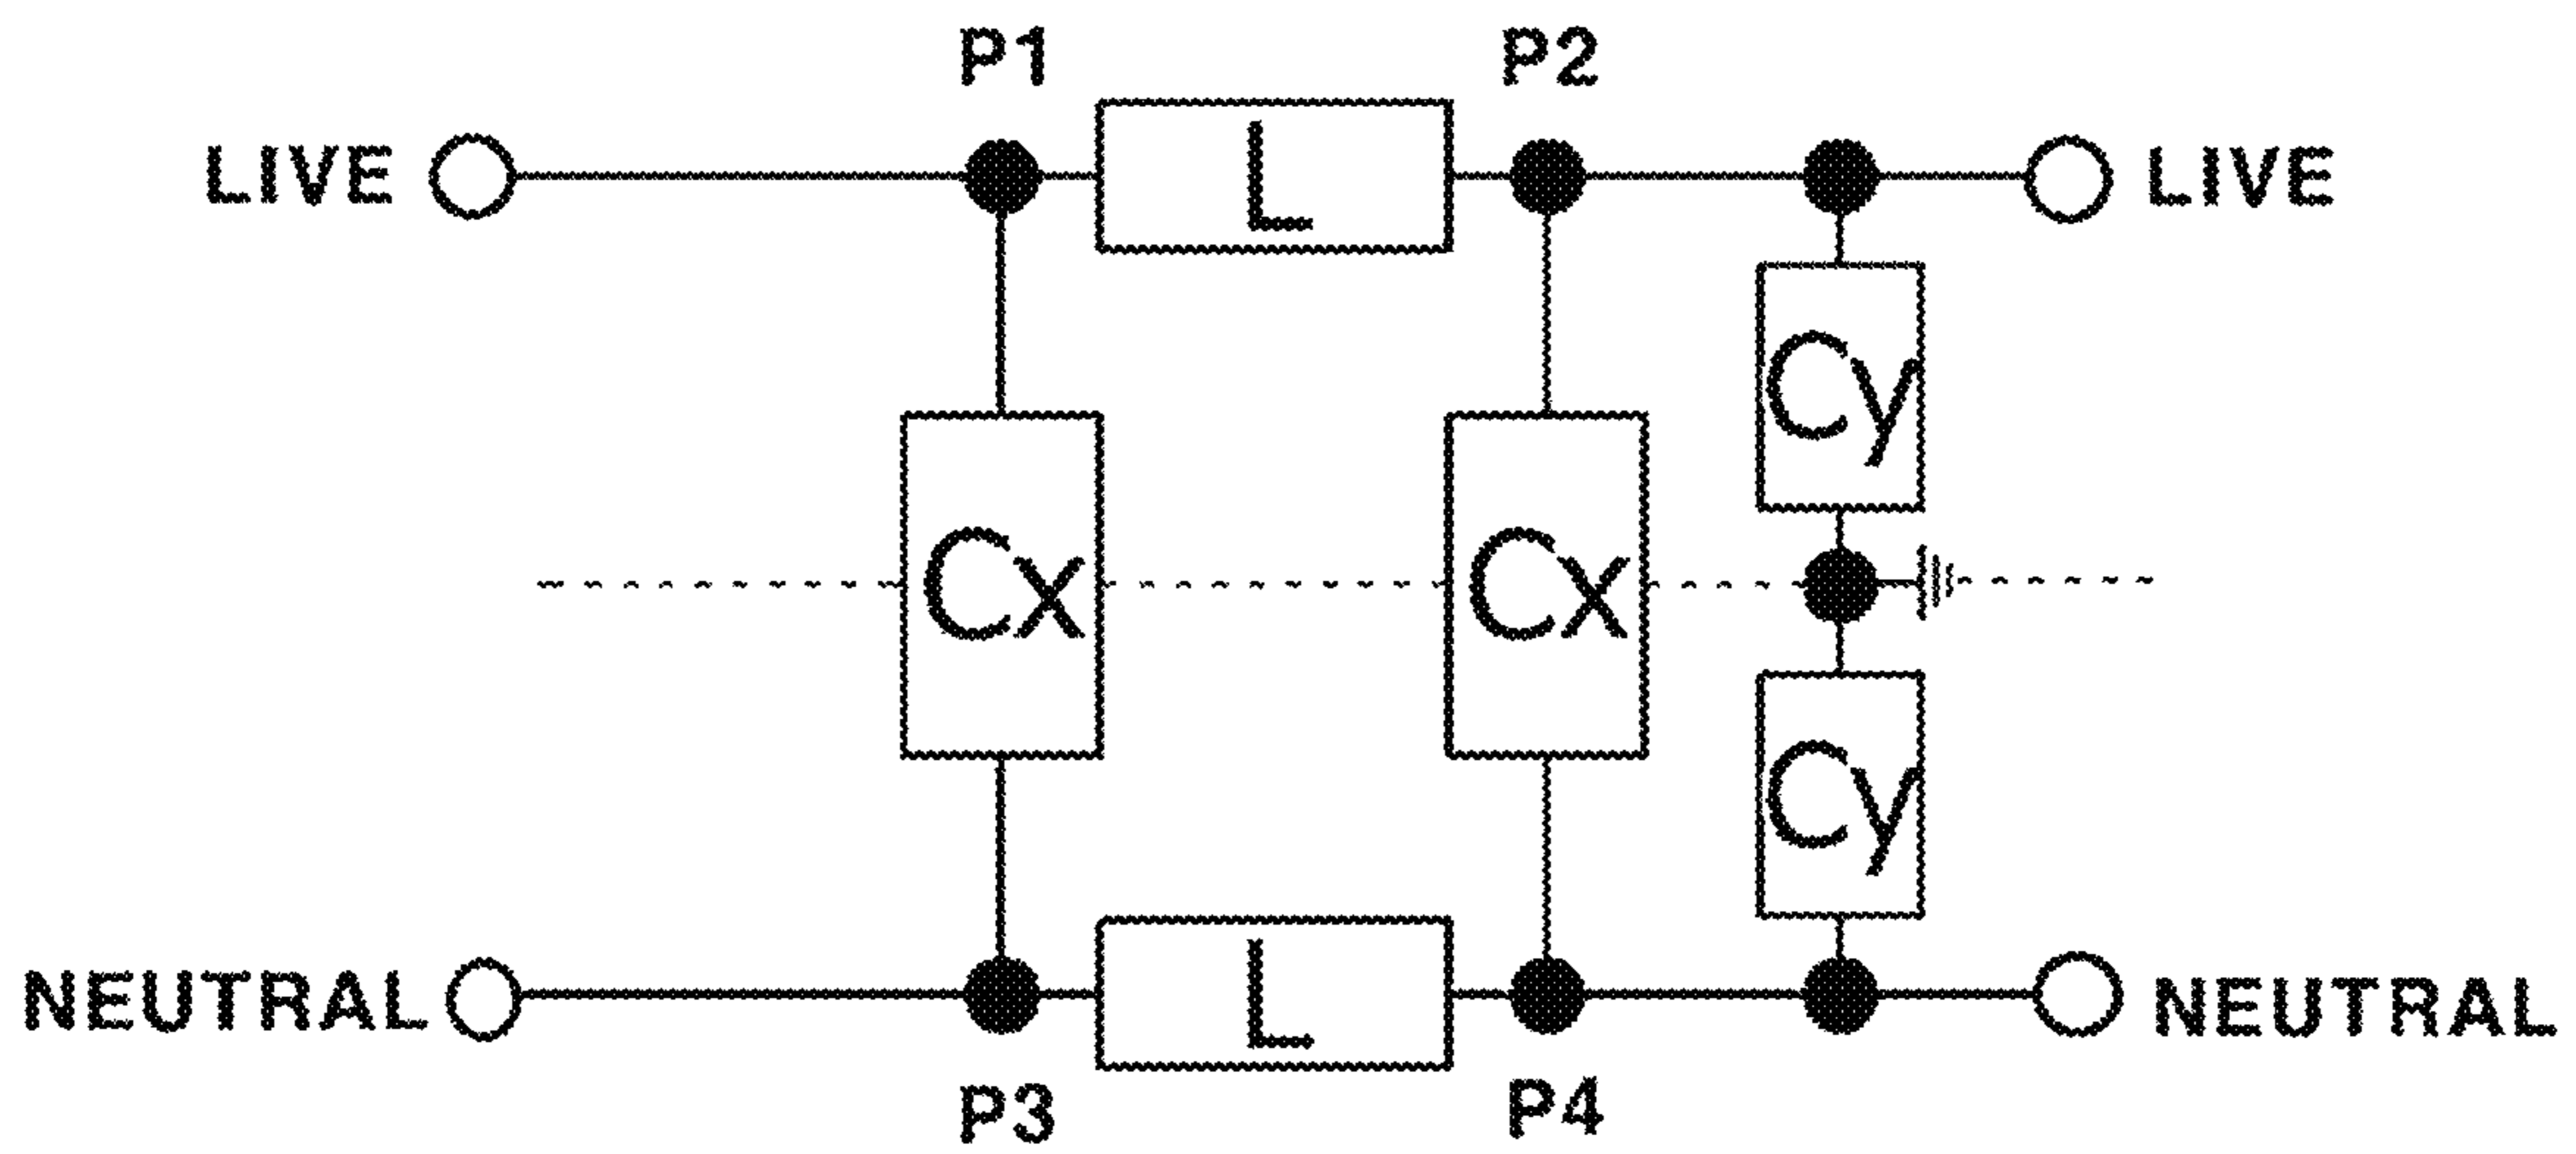 P1 P2
LIVE L LIVE
Cy
Cx Cx
Cy
NEUTRAL L NEUTRAL
P3 P4